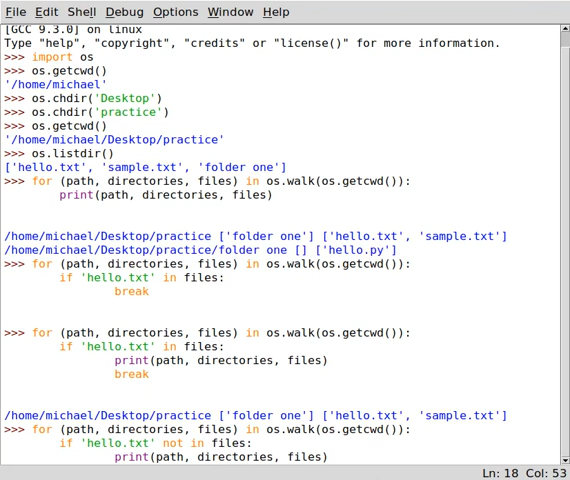 File Edit Shell Debug Options Window Help
[GCC 9.3.0] on linux
Type "help", "copyright", "credits" or "license()" for more information.
>>> import os
>>> os.getcwd()
'/home/michael'
>>> os.chdir('Desktop')
>>> os.chdir('practice')
>>> os.getcwd()
'/home/michael/Desktop/practice'
>>> os.listdir()
['hello.txt', 'sample.txt', 'folder one']
>>> for (path, directories, files) in os.walk(os.getcwd()):
        print(path, directories, files)
/home/michael/Desktop/practice ['folder one'] ['hello.txt', 'sample.txt']
/home/michael/Desktop/practice/folder one [] ['hello.py']
>>> for (path, directories, files) in os.walk(os.getcwd()):
        if 'hello.txt' in files:
                break
>>> for (path, directories, files) in os.walk(os.getcwd()):
        if 'hello.txt' in files:
                print(path, directories, files)
                break
/home/michael/Desktop/practice ['folder one'] ['hello.txt', 'sample.txt']
>>> for (path, directories, files) in os.walk(os.getcwd()):
        if 'hello.txt' not in files:
                print(path, directories, files)
Ln: 18 Col: 53